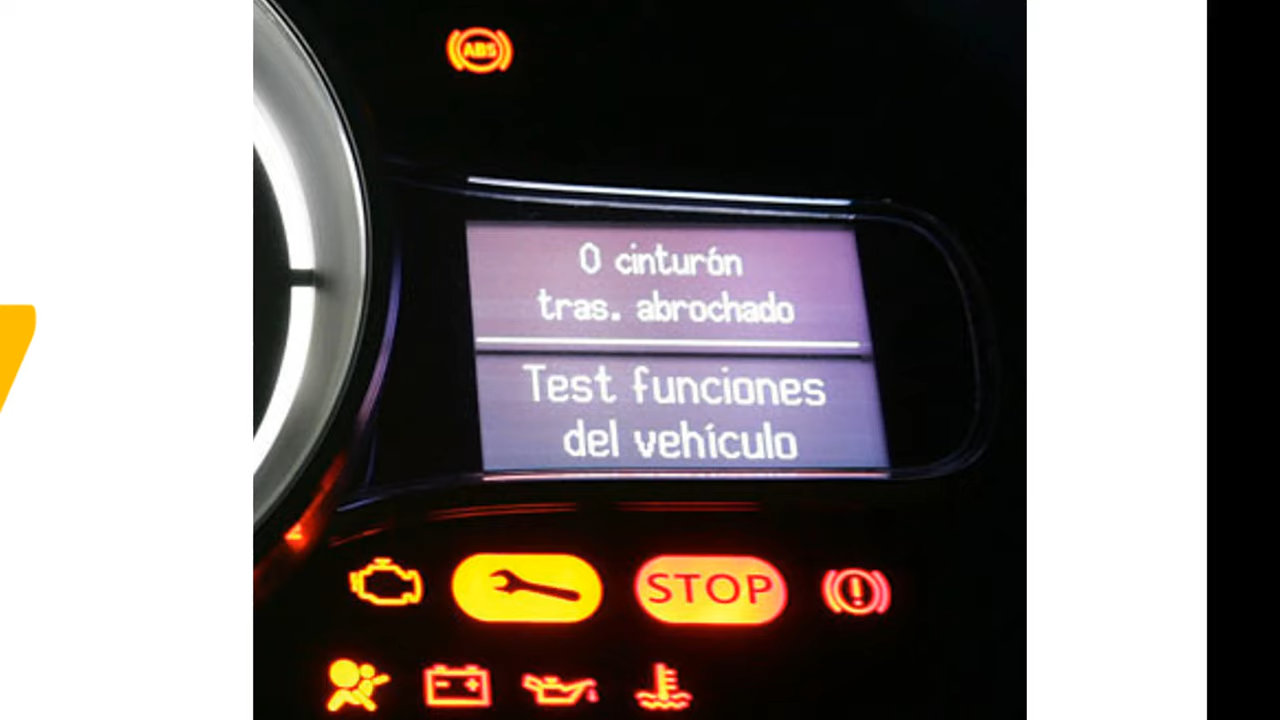 ABS
0 cinturón
tras. abrochado
Test funciones
del vehículo
STOP